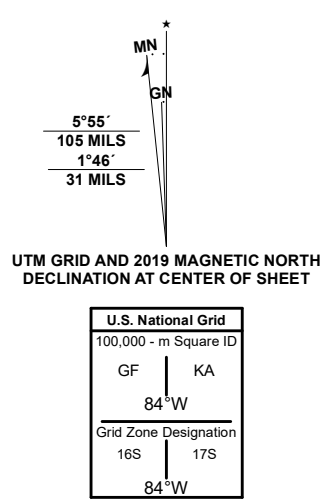 MN
GN
5°55´
105 MILS
1°46´
31 MILS
UTM GRID AND 2019 MAGNETIC NORTH
DECLINATION AT CENTER OF SHEET
U.S. National Grid
100,000 - m Square ID
GF KA
84°W
Grid Zone Designation
16S 17S
84°W